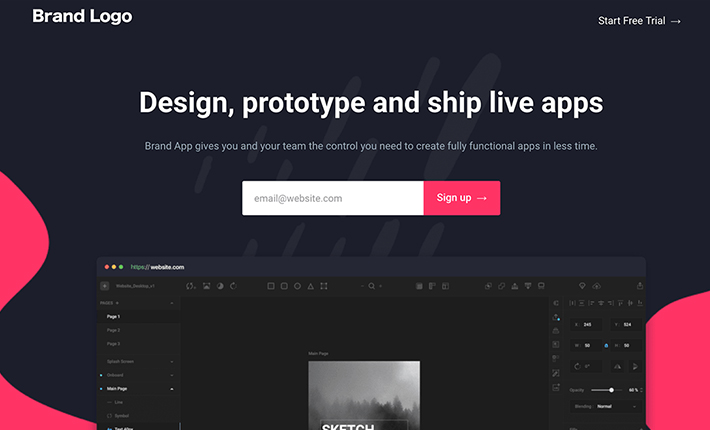 Brand Logo
Start Free Trial →
Design, prototype and ship live apps
Brand App gives you and your team the control you need to create fully functional apps in less time.
email@website.com
Sign up →
https://website.com
Website_Desktop_v1
PAGES
Page 1
Page 2
Page 3
Splash Screen
Onboard
Main Page
Line
Symbol
Text After
Main Page
SKETCH
X 245
Y 524
W 50
H 50
0°
Opacity 60 %
Blending: Normal